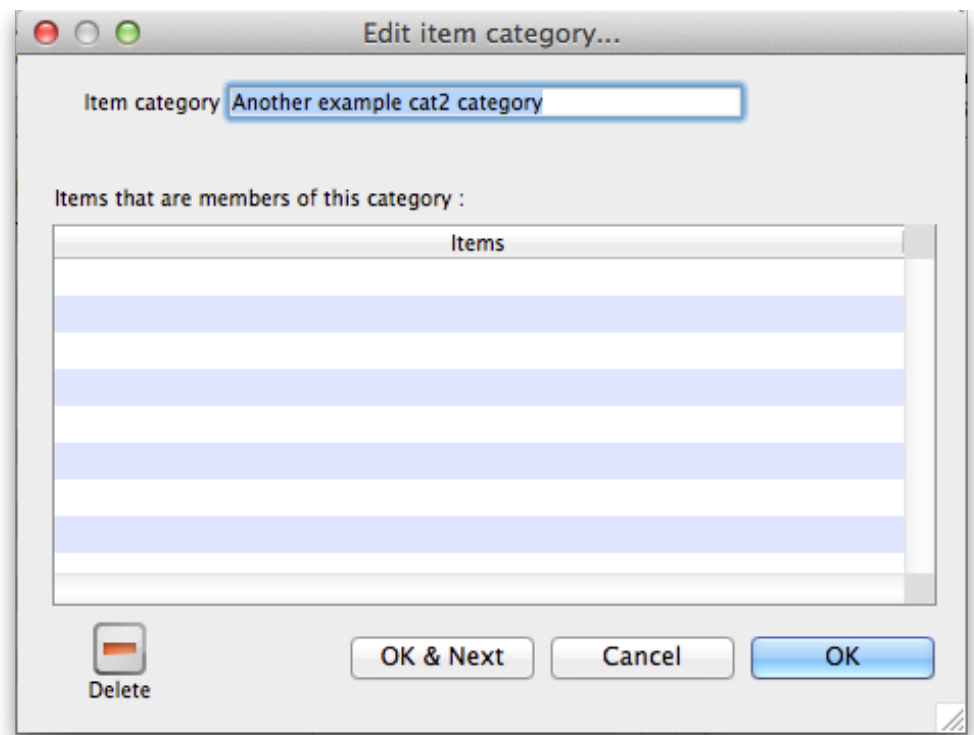 Edit item category...
Item category Another example cat2 category
Items that are members of this category :
Items
OK & Next Cancel OK
Delete